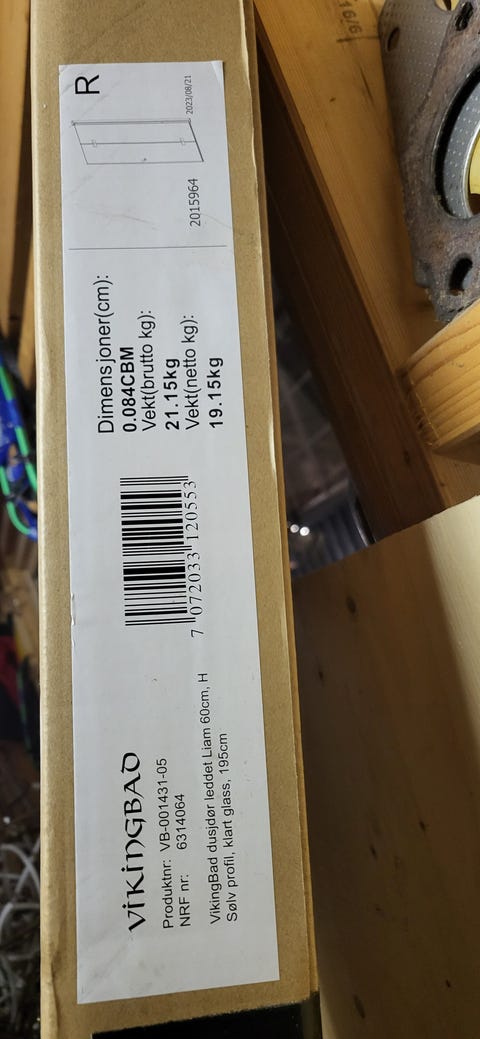 VIKINGBAD
Produktnr: VB-001431-05
NRF nr: 6314064
VikingBad dusjdør leddet Liam 60cm, H
Sølv profil, klart glass, 195cm
7 072033 120553
Dimensjoner(cm):
0.084CBM
Vekt(brutto kg):
21.15kg
Vekt(netto kg):
19.15kg
R
2023/08/21
2015964